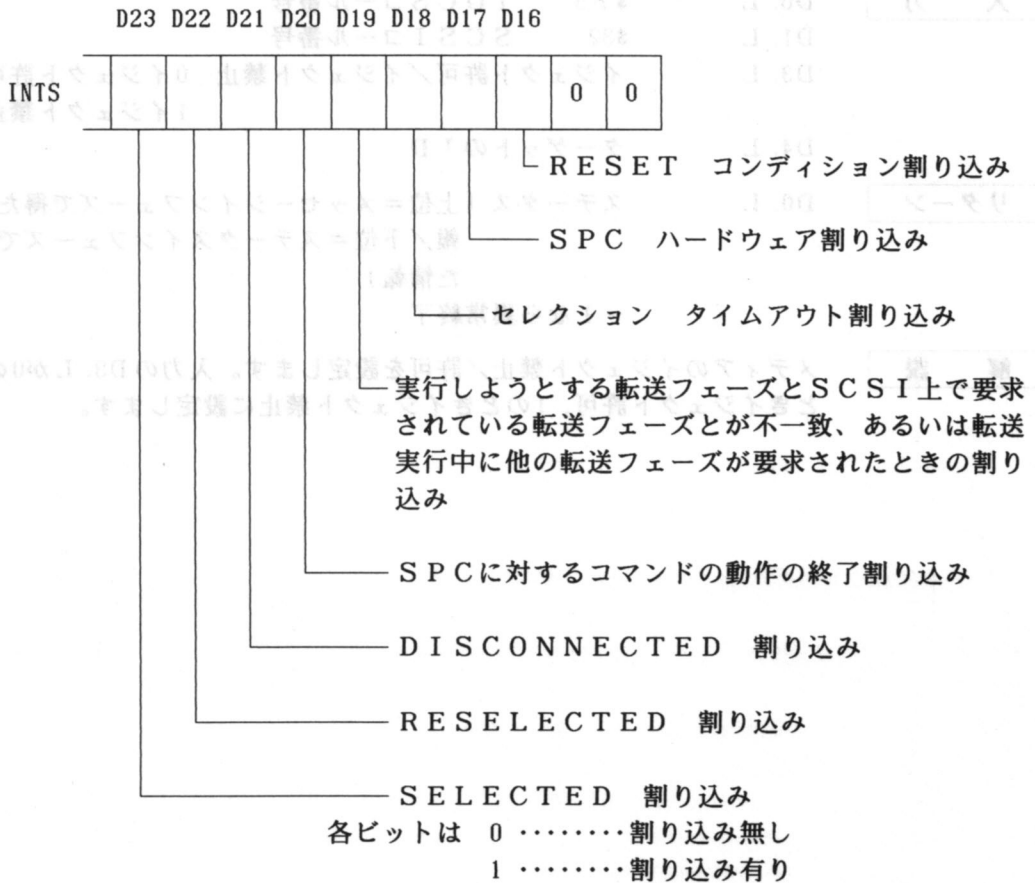 D23 D22 D21 D20 D19 D18 D17 D16
INTS 0 0
RESET コンディション割り込み
SPC ハードウェア割り込み
セレクション タイムアウト割り込み
実行しようとする転送フェーズとSCSI上で要求
されている転送フェーズとが不一致、あるいは転送
実行中に他の転送フェーズが要求されたときの割り
込み
SPCに対するコマンドの動作の終了割り込み
DISCONNECTED 割り込み
RESELECTED 割り込み
SELECTED 割り込み
各ビットは 0 ········割り込み無し
1 ········割り込み有り